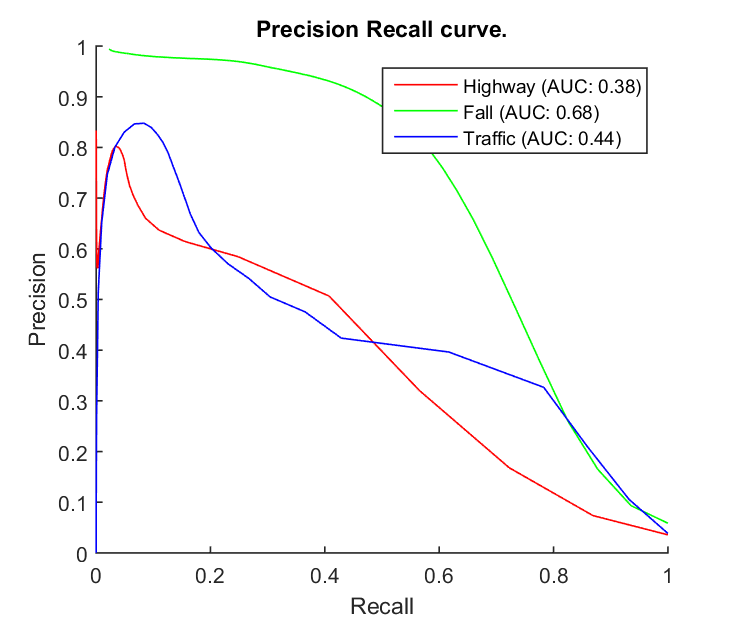 Precision Recall curve.
Highway (AUC: 0.38)
Fall (AUC: 0.68)
Traffic (AUC: 0.44)
Precision
1
0.9
0.8
0.7
0.6
0.5
0.4
0.3
0.2
0.1
0
0 0.2 0.4 0.6 0.8 1
Recall